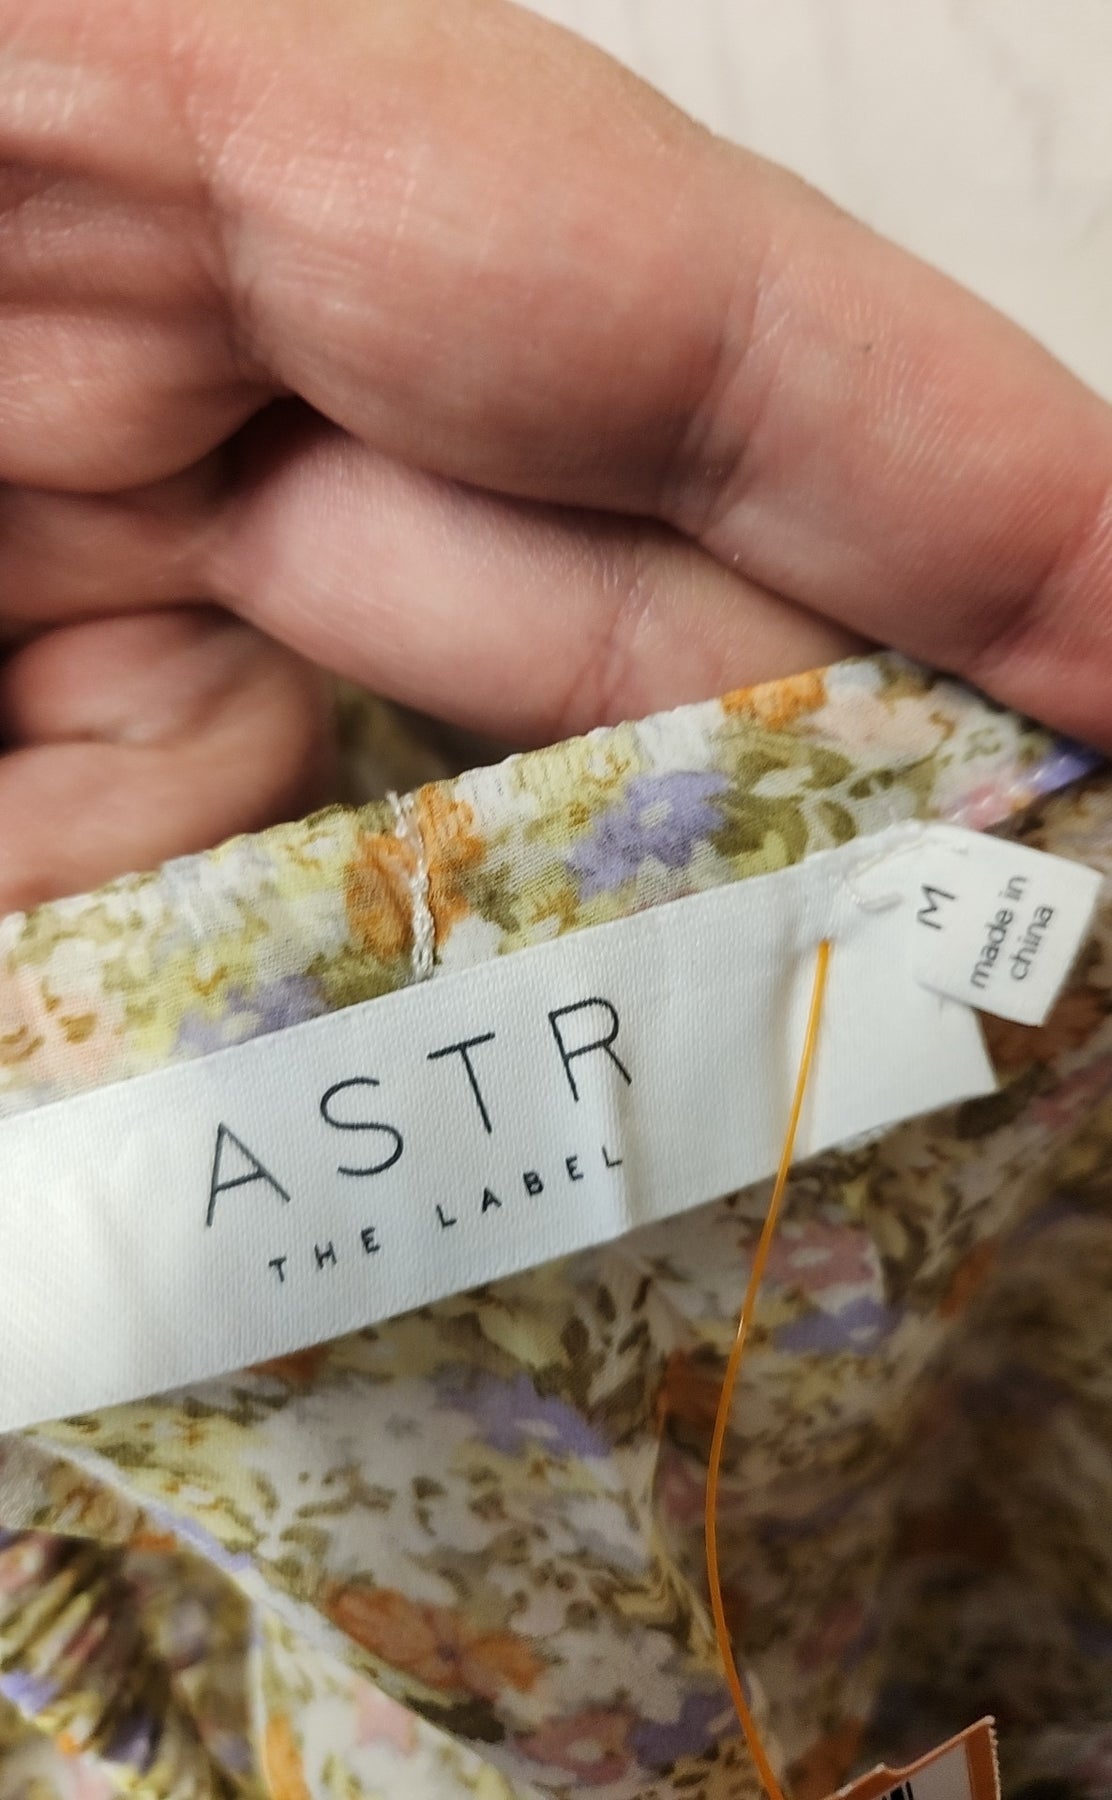 ASTR
THE LABEL
M
made in
china